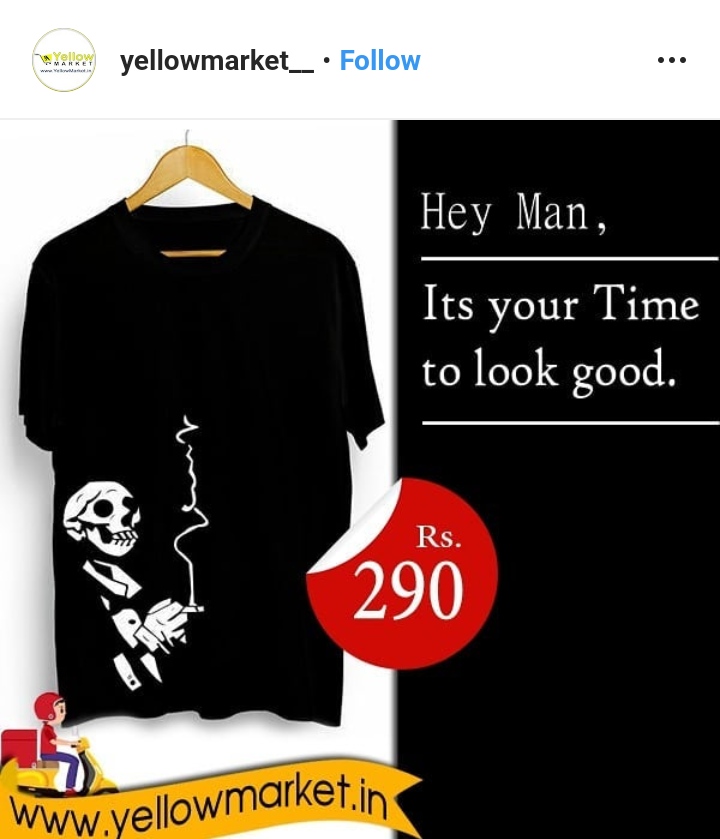 Yellow
MARKET
www.YellowMarket.in
yellowmarket__ • Follow
Hey Man,
Its your Time
to look good.
Rs.
290
www.yellowmarket.in